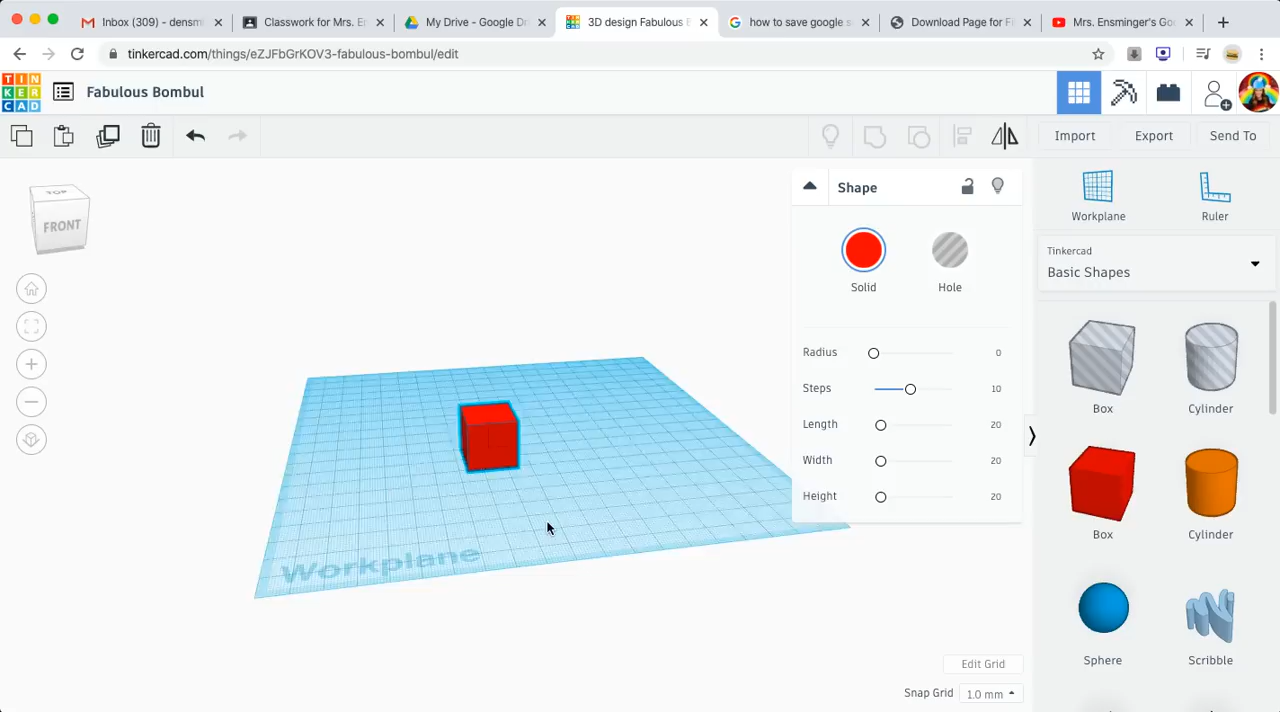 Inbox (309) - densm
Classwork for Mrs. E
My Drive - Google Dr
3D design Fabulous B
how to save google s
Download Page for Fi
Mrs. Ensminger's Go
tinkercad.com/things/eZJFbGrKOV3-fabulous-bombul/edit
TIN
KER
CAD
Fabulous Bombul
Import
Export
Send To
TOP
FRONT
Shape
Solid
Hole
Radius 0
Steps 10
Length 20
Width 20
Height 20
Workplane
Workplane
Ruler
Tinkercad
Basic Shapes
Box
Cylinder
Box
Cylinder
Sphere
Scribble
Edit Grid
Snap Grid 1.0 mm